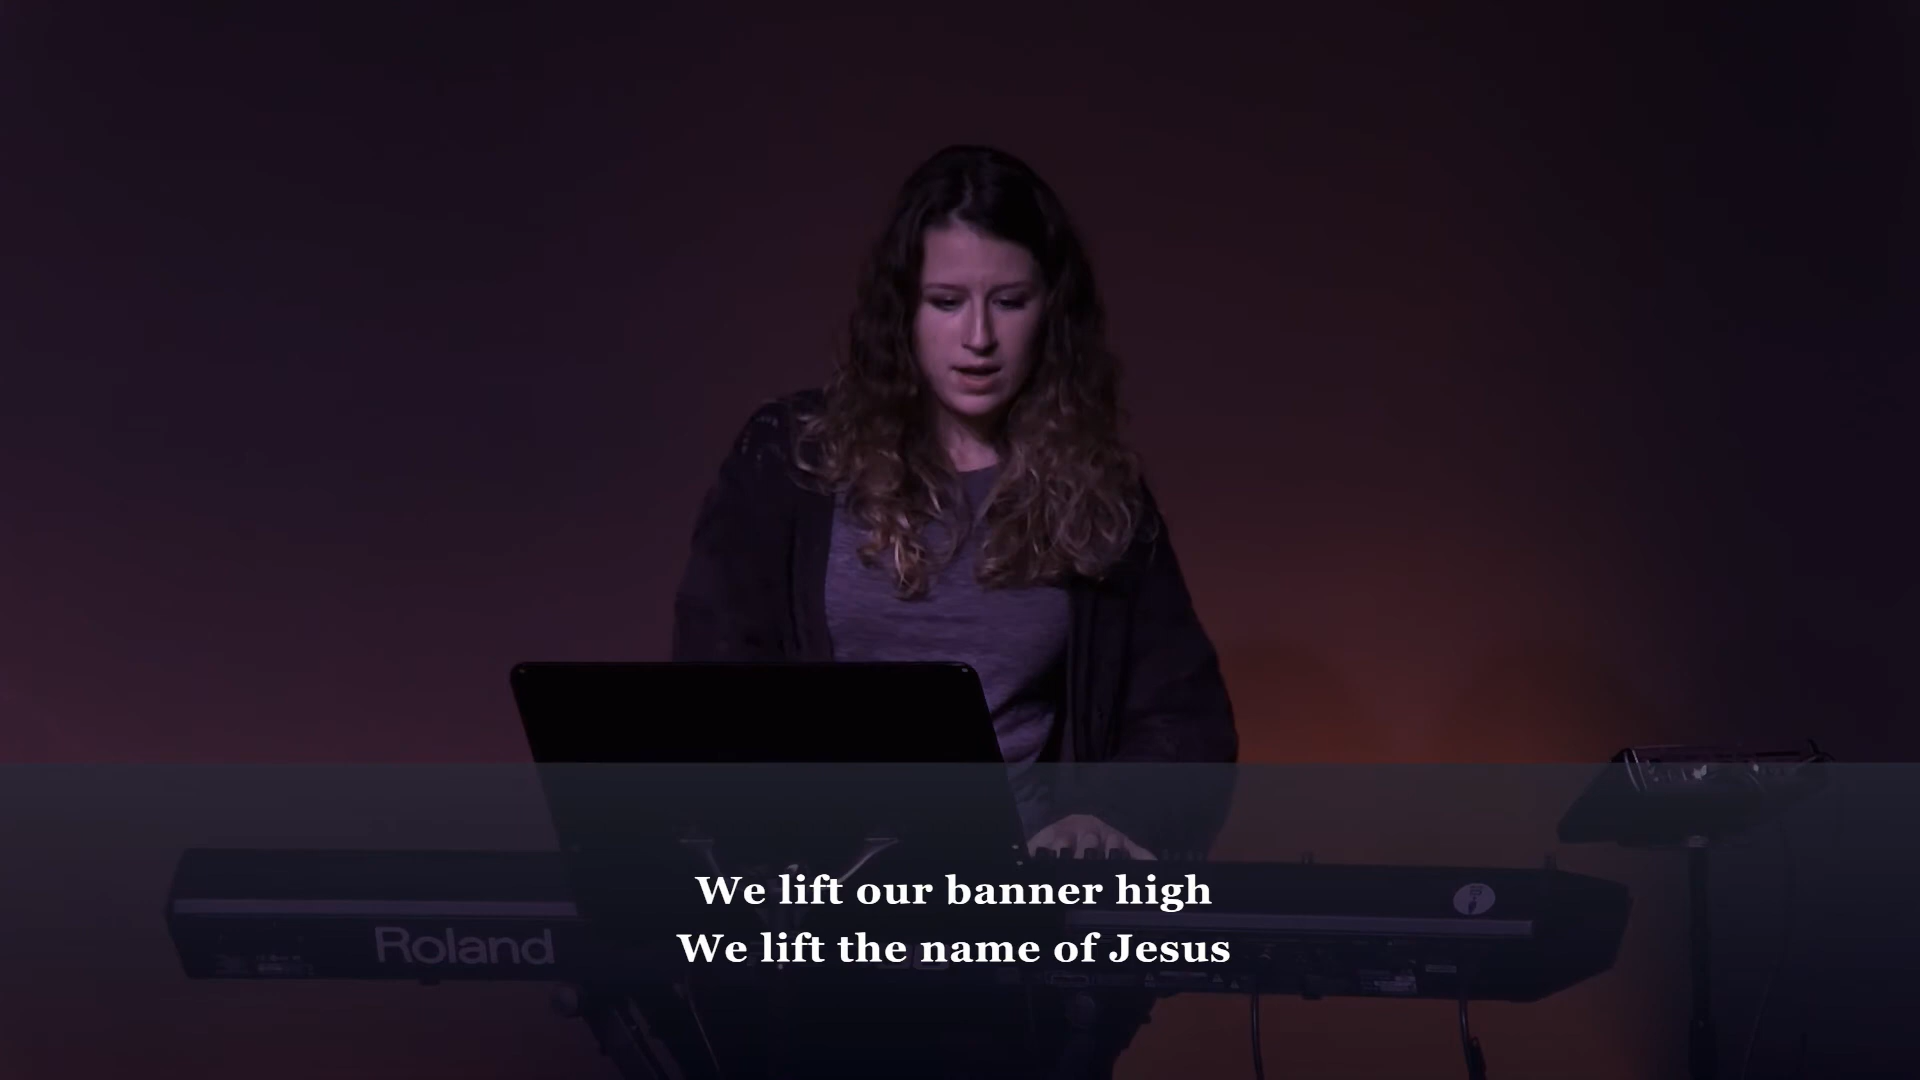 We lift our banner high
We lift the name of Jesus
Roland